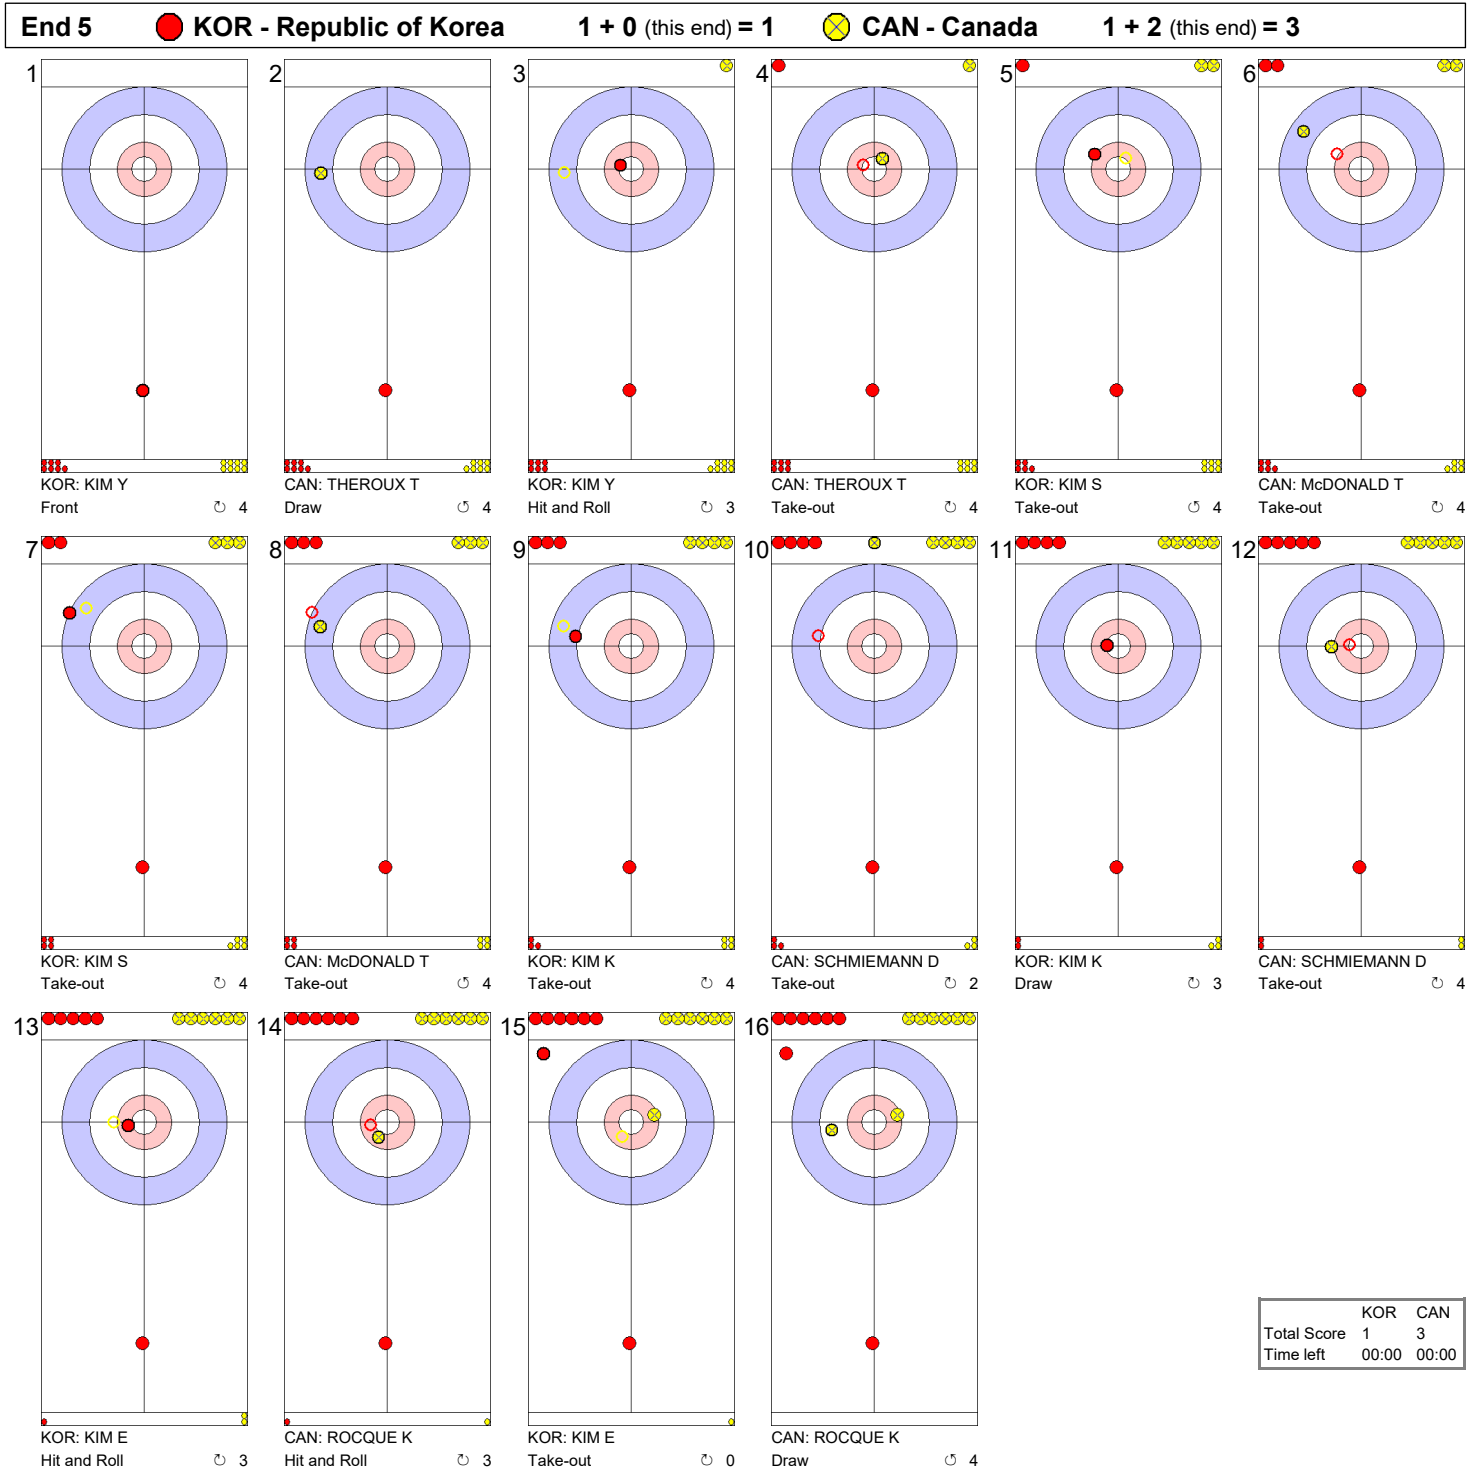 End 5 KOR - Republic of Korea 1 + 0 (this end) = 1 CAN - Canada 1 + 2 (this end) = 3
1 2 3 4 5 6
KOR: KIM Y CAN: THEROUX T KOR: KIM Y CAN: THEROUX T KOR: KIM S CAN: McDONALD T
Front ↻ 4 Draw ↺ 4 Hit and Roll ↻ 3 Take-out ↺ 4 Take-out ↺ 4 Take-out ↻ 4
7 8 9 10 11 12
KOR: KIM S CAN: McDONALD T KOR: KIM K CAN: SCHMIEMANN D KOR: KIM K CAN: SCHMIEMANN D
Take-out ↻ 4 Take-out ↺ 4 Take-out ↻ 4 Take-out ↻ 2 Draw ↻ 3 Take-out ↻ 4
13 14 15 16
KOR CAN
Total Score 1 3
Time left 00:00 00:00
KOR: KIM E CAN: ROCQUE K KOR: KIM E CAN: ROCQUE K
Hit and Roll ↻ 3 Hit and Roll ↻ 3 Take-out ↻ 0 Draw ↺ 4